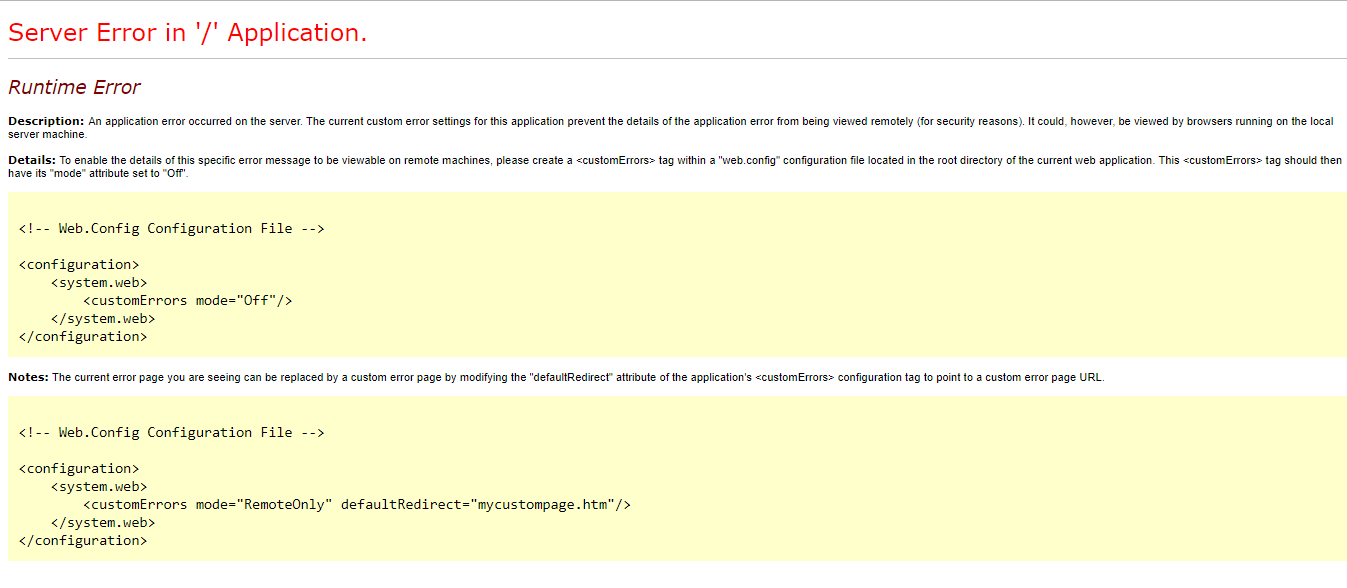 Server Error in '/' Application.
Runtime Error
Description: An application error occurred on the server. The current custom error settings for this application prevent the details of the application error from being viewed remotely (for security reasons). It could, however, be viewed by browsers running on the local
server machine.
Details: To enable the details of this specific error message to be viewable on remote machines, please create a <customErrors> tag within a "web.config" configuration file located in the root directory of the current web application. This <customErrors> tag should then
have its "mode" attribute set to "Off".
<!-- Web.Config Configuration File -->
<configuration>
    <system.web>
        <customErrors mode="Off"/>
    </system.web>
</configuration>
Notes: The current error page you are seeing can be replaced by a custom error page by modifying the "defaultRedirect" attribute of the application's <customErrors> configuration tag to point to a custom error page URL.
<!-- Web.Config Configuration File -->
<configuration>
    <system.web>
        <customErrors mode="RemoteOnly" defaultRedirect="mycustompage.htm"/>
    </system.web>
</configuration>